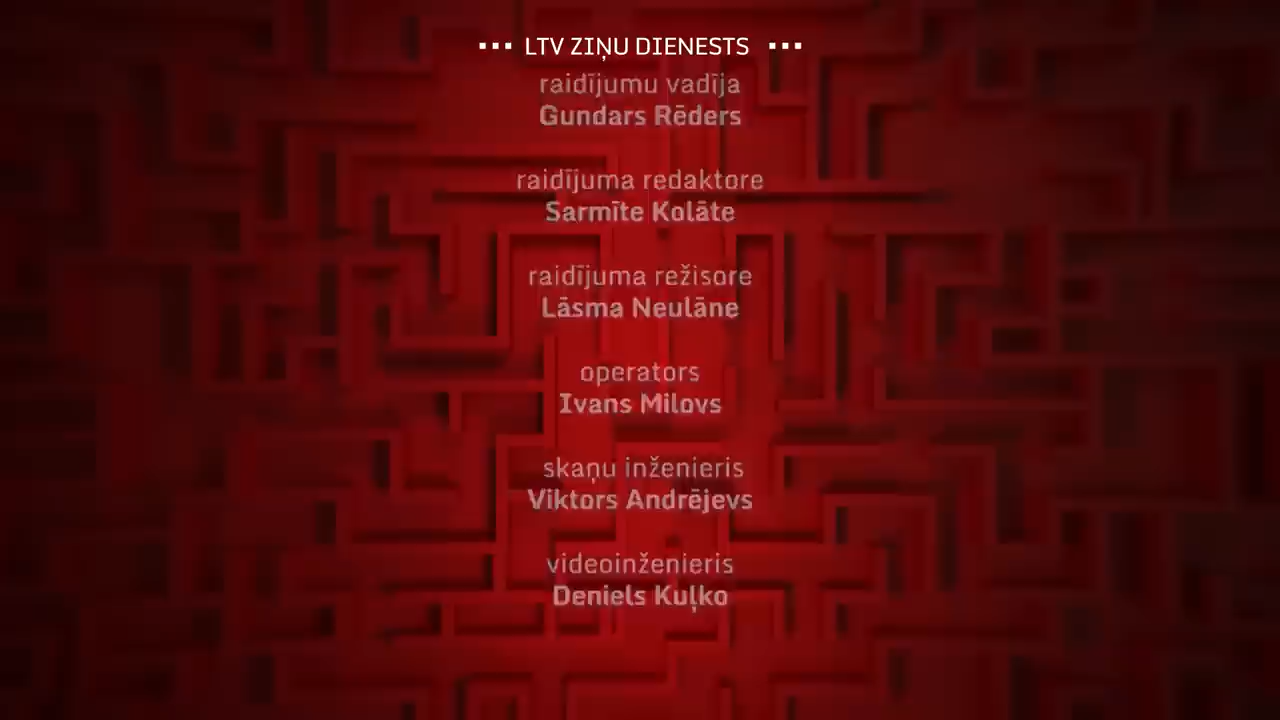 ▪▪▪ LTV ZIŅU DIENESTS ▪▪▪
raidījumu vadīja
Gundars Rēders
raidījuma redaktore
Sarmīte Kolāte
raidījuma režisore
Lāsma Neulāne
operators
Ivans Milovs
skaņu inženieris
Viktors Andrējevs
videoinženieris
Deniels Kuļko